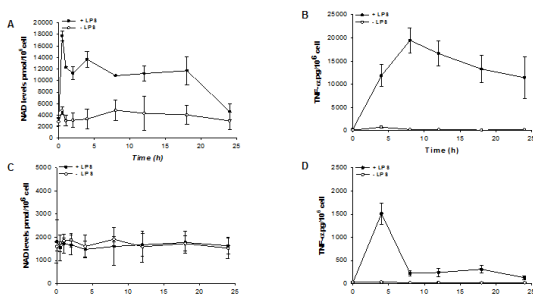 A
+ LPS
- LPS
NAD levels pmol/10⁶ cell
20000
18000
16000
14000
12000
10000
8000
6000
4000
2000
0
0 5 10 15 20 25
Time (h)
B
+ LPS
- LPS
TNF-αpg/10⁶ cell
25000
20000
15000
10000
5000
0
0 5 10 15 20 25
Time (h)
C
+ LPS
- LPS
NAD levels pmol/10⁶ cell
5000
4000
3000
2000
1000
0
0 5 10 15 20 25
D
+ LPS
- LPS
TNF-αpg/10⁶ cell
2500
2000
1500
1000
500
0
0 5 10 15 20 25